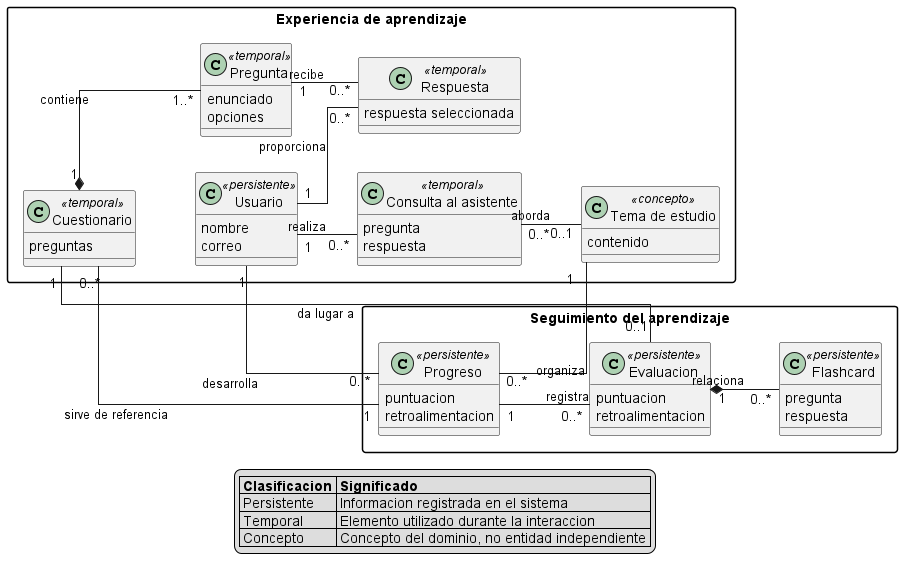 Experiencia de aprendizaje
C
«temporal»
Pregunta
enunciado
opciones
recibe
1
0..*
C
«temporal»
Respuesta
respuesta seleccionada
contiene
1..*
1
0..*
proporciona
1
C
«temporal»
Cuestionario
preguntas
C
«persistente»
Usuario
nombre
correo
realiza
1
0..*
C
«temporal»
Consulta al asistente
pregunta
respuesta
aborda
0..*
0..1
C
«concepto»
Tema de estudio
contenido
1
0..*
1
1
da lugar a
Seguimiento del aprendizaje
0..1
C
«persistente»
Progreso
puntuacion
retroalimentacion
desarrolla
0..*
organiza
0..*
sirve de referencia
1
registra
1
0..*
C
«persistente»
Evaluacion
puntuacion
retroalimentacion
relaciona
1
0..*
C
«persistente»
Flashcard
pregunta
respuesta
Clasificacion Significado
Persistente Informacion registrada en el sistema
Temporal Elemento utilizado durante la interaccion
Concepto Concepto del dominio, no entidad independiente